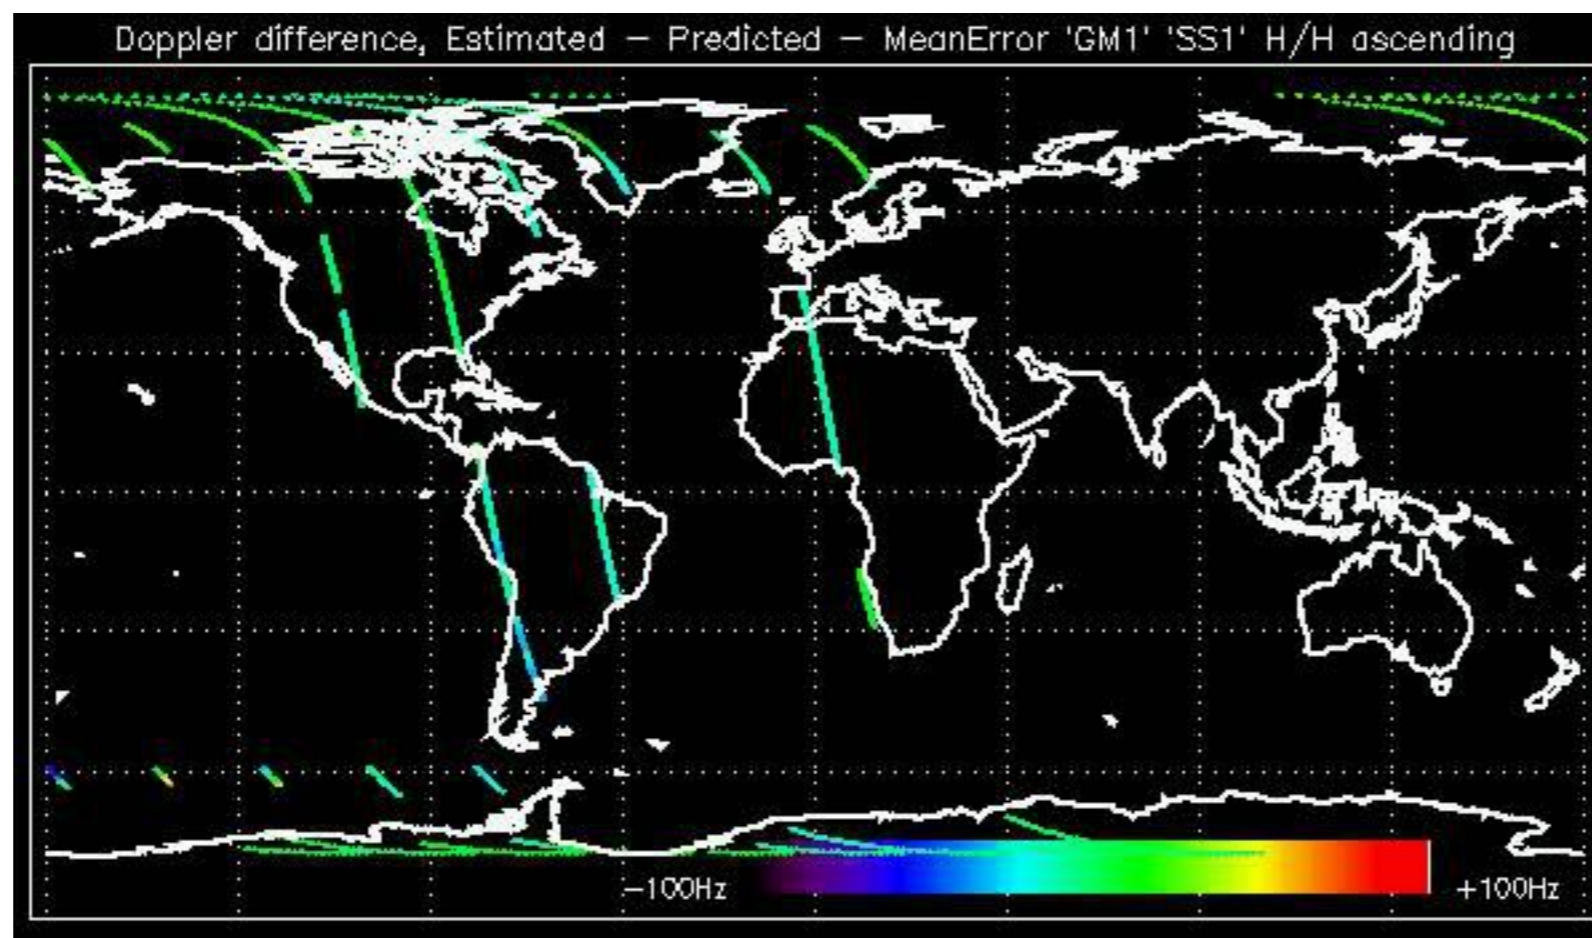 Doppler difference, Estimated – Predicted – MeanError 'GM1' 'SS1' H/H ascending
–100Hz
+100Hz